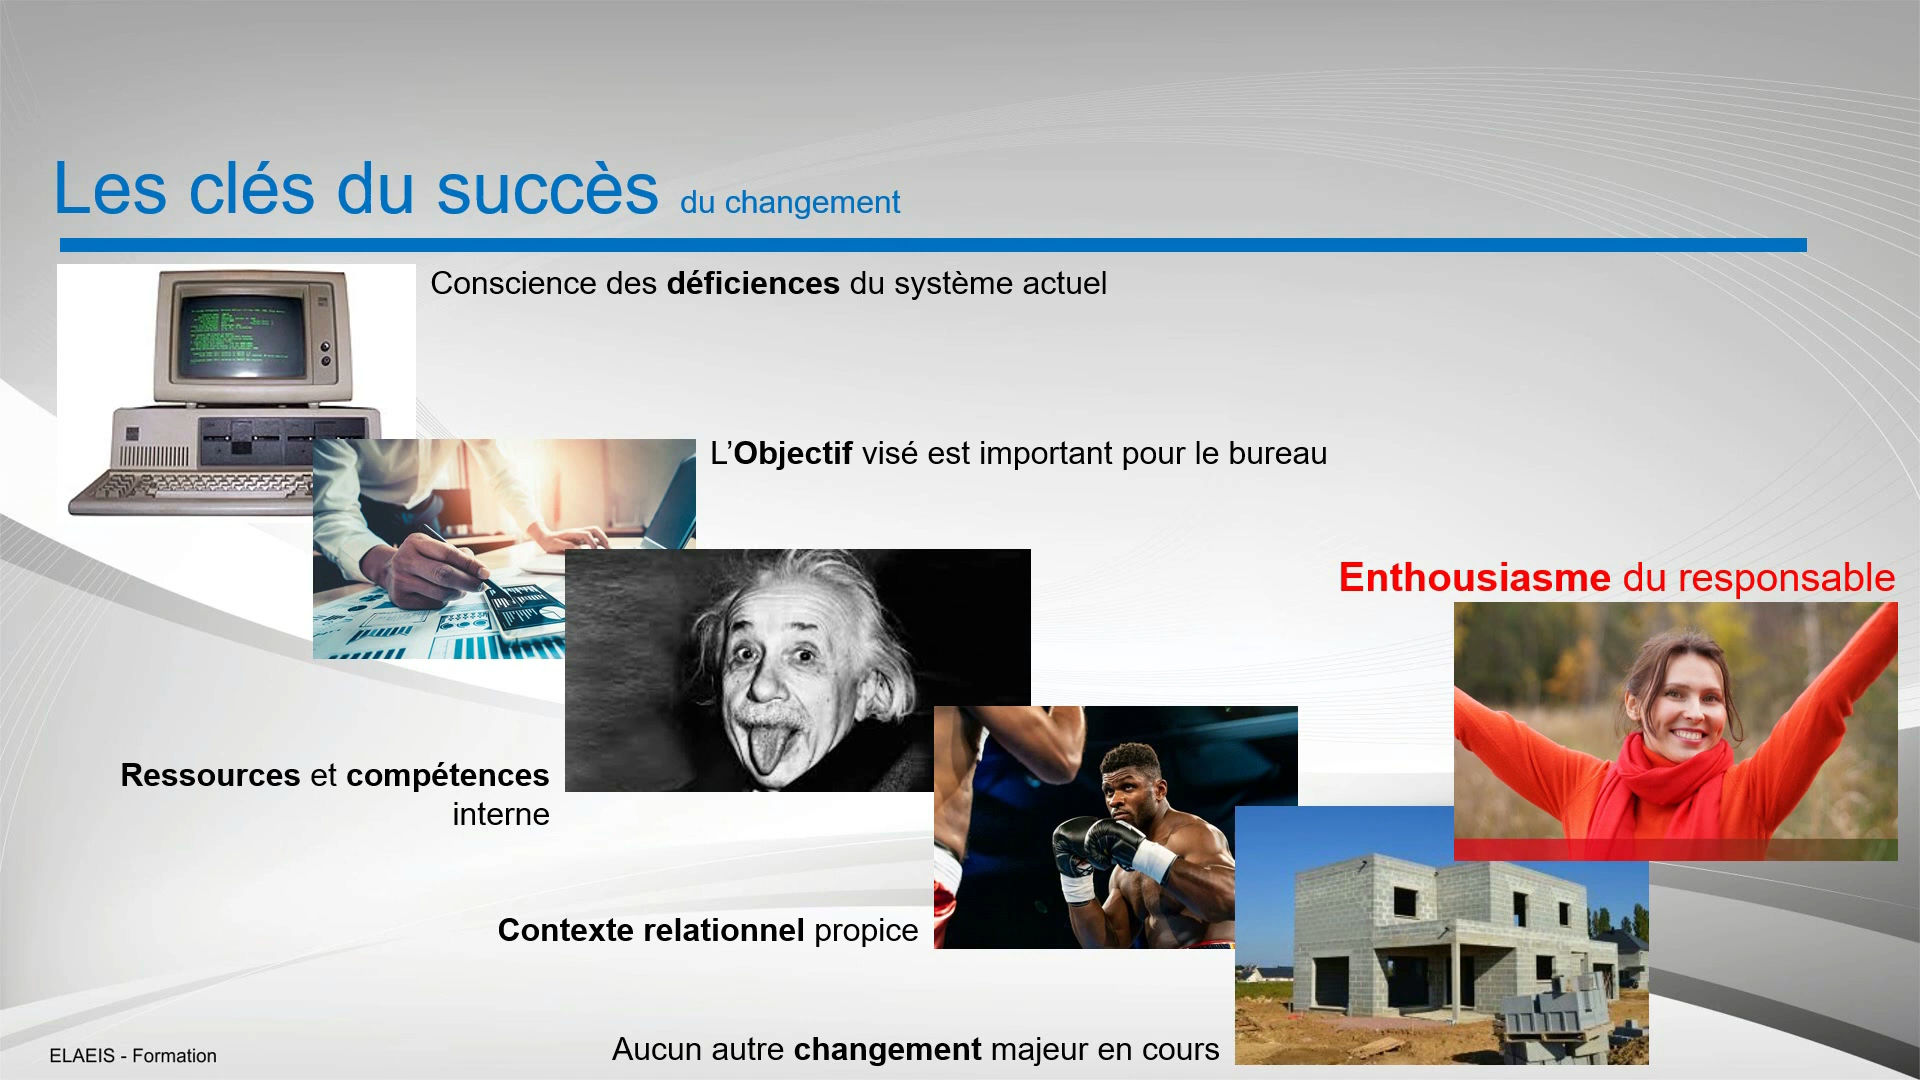 Les clés du succès du changement
Conscience des déficiences du système actuel
L’Objectif visé est important pour le bureau
Enthousiasme du responsable
Ressources et compétences
interne
Contexte relationnel propice
Aucun autre changement majeur en cours
ELAEIS - Formation